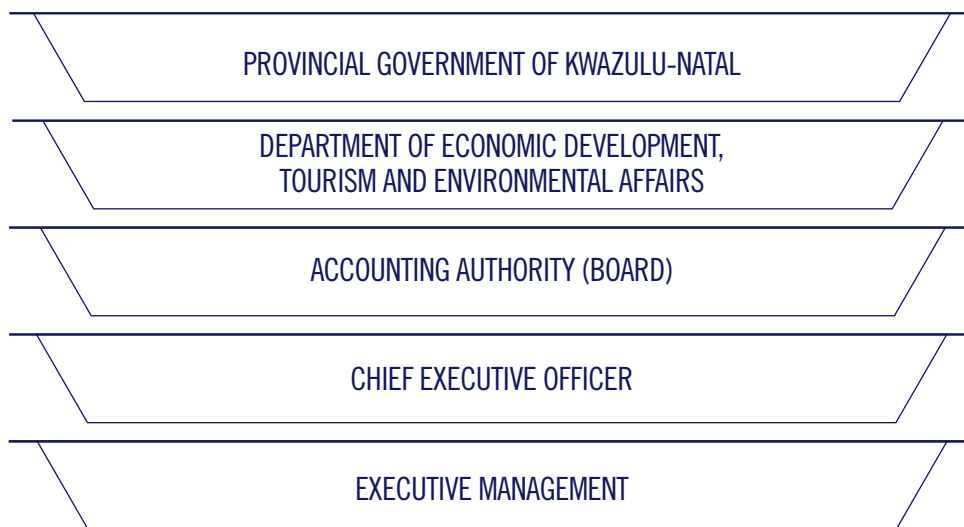 PROVINCIAL GOVERNMENT OF KWAZULU-NATAL
DEPARTMENT OF ECONOMIC DEVELOPMENT,
TOURISM AND ENVIRONMENTAL AFFAIRS
ACCOUNTING AUTHORITY (BOARD)
CHIEF EXECUTIVE OFFICER
EXECUTIVE MANAGEMENT